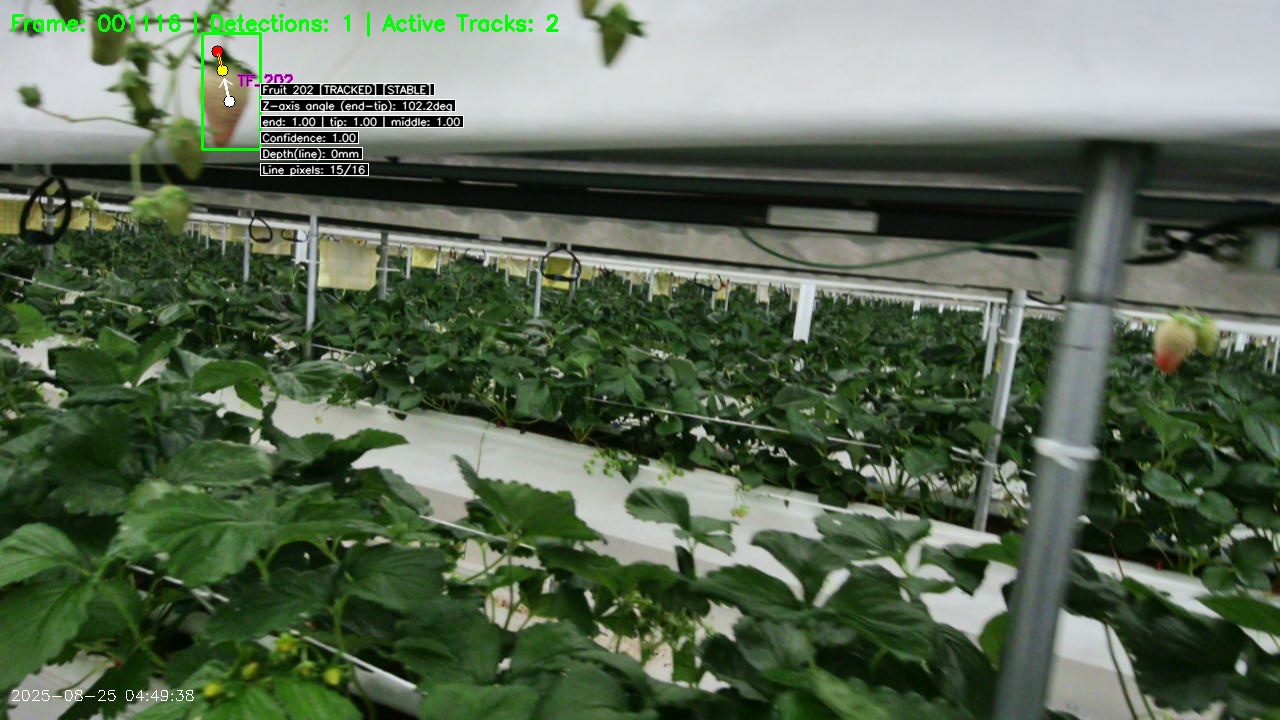 Frame: 001116 | Detections: 1 | Active Tracks: 2
TF_202
Fruit 202 [TRACKED] [STABLE]
Z-axis angle (end-tip): 102.2deg
end: 1.00 | tip: 1.00 | middle: 1.00
Confidence: 1.00
Depth(line): 0mm
Line pixels: 15/16
2025-08-25 04:49:38